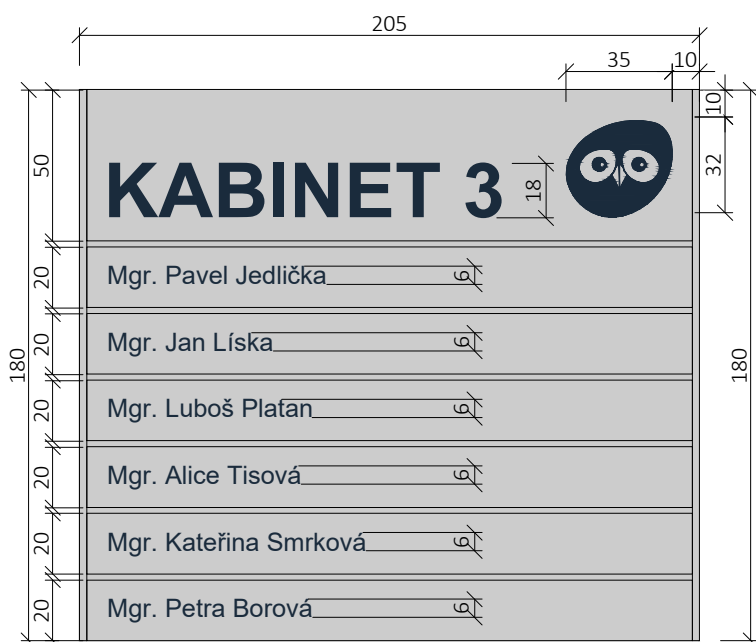 205
35 10
10
50
32
KABINET 3
18
20
Mgr. Pavel Jedlička
6
20
Mgr. Jan Líska
6
180
180
20
Mgr. Luboš Platan
6
20
Mgr. Alice Tisová
6
20
Mgr. Kateřina Smrková
6
20
Mgr. Petra Borová
6